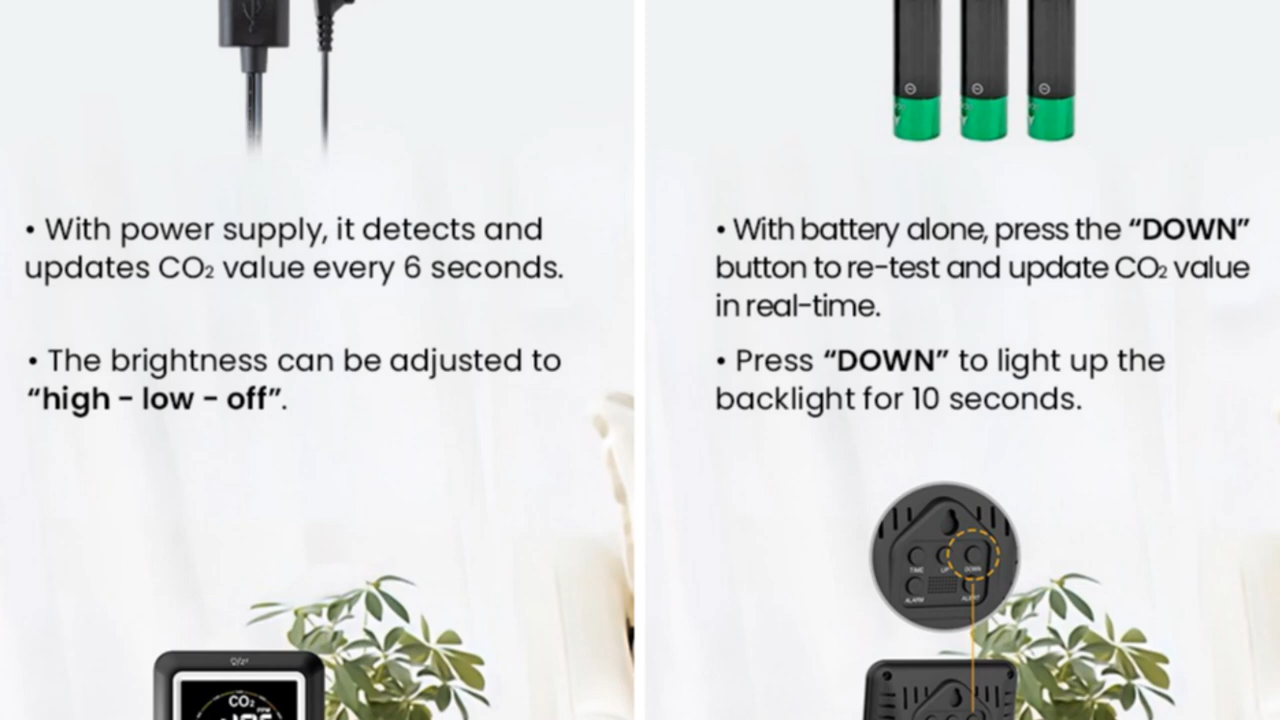 • With power supply, it detects and
updates CO₂ value every 6 seconds.
• The brightness can be adjusted to
“high - low - off”.
CO₂
PPM
• With battery alone, press the “DOWN”
button to re-test and update CO₂ value
in real-time.
• Press “DOWN” to light up the
backlight for 10 seconds.
TIME
UP
DOWN
ALARM